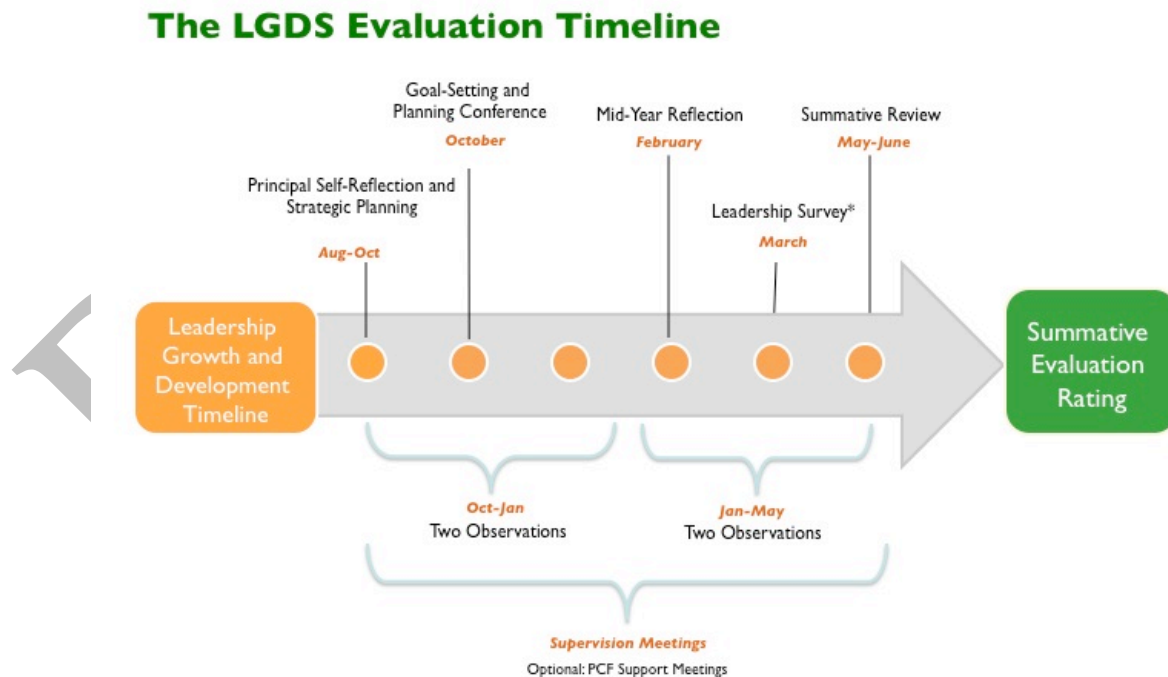 The LGDS Evaluation Timeline
Goal-Setting and
Planning Conference
October
Mid-Year Reflection
February
Summative Review
May-June
Principal Self-Reflection and
Strategic Planning
Aug-Oct
Leadership Survey*
March
Leadership
Growth and
Development
Timeline
Summative
Evaluation
Rating
Oct-Jan
Two Observations
Jan-May
Two Observations
Supervision Meetings
Optional: PCF Support Meetings